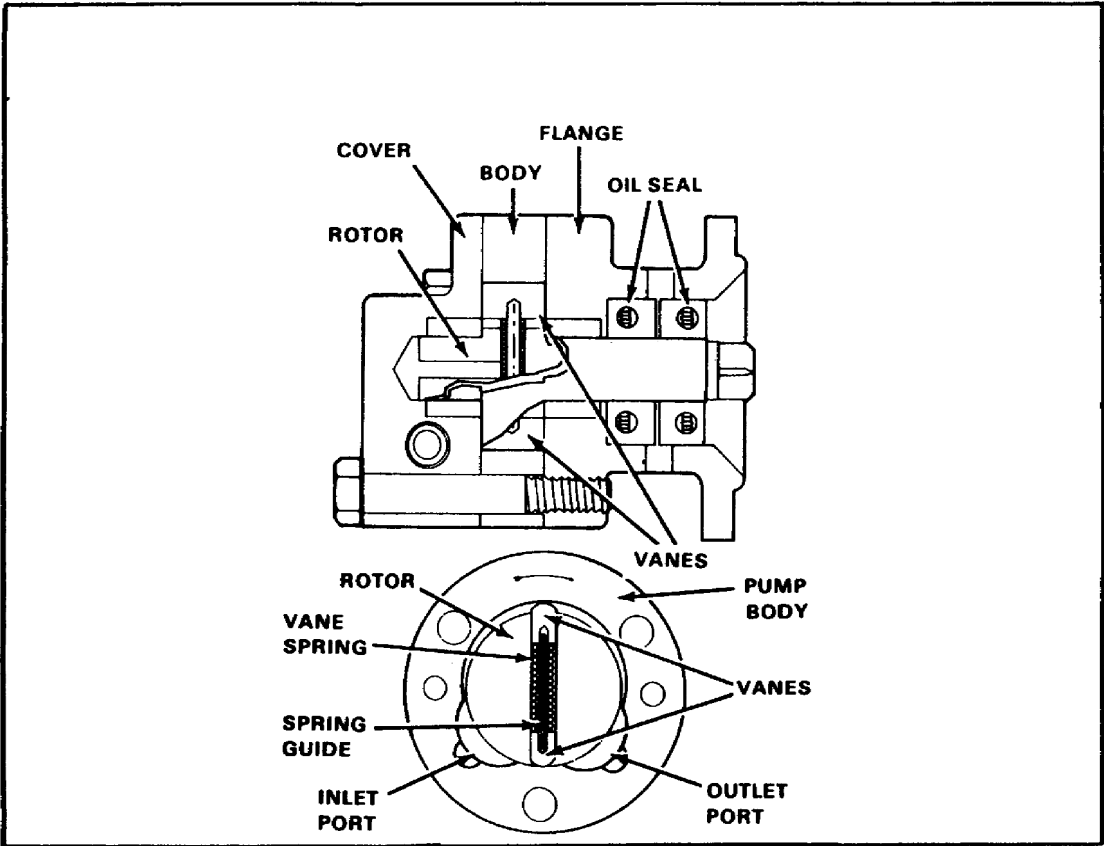 FLANGE
COVER
BODY
OIL SEAL
ROTOR
VANES
ROTOR
PUMP
BODY
VANE
SPRING
VANES
SPRING
GUIDE
INLET
PORT
OUTLET
PORT